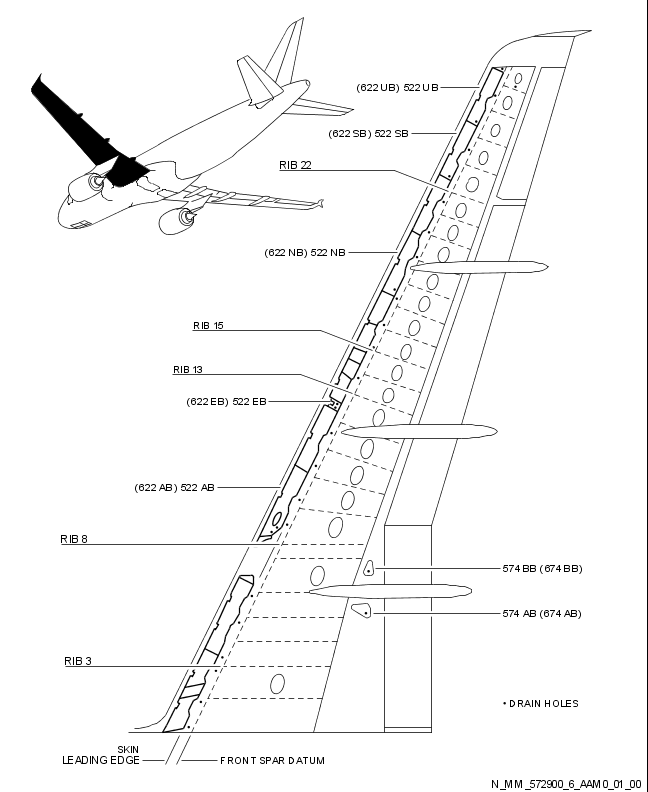 (622 UB) 522 UB
(622 SB) 522 SB
RIB 22
(622 NB) 522 NB
RIB 15
RIB 13
(622 EB) 522 EB
(622 AB) 522 AB
RIB 8
574 BB (674 BB)
574 AB (674 AB)
RIB 3
• DRAIN HOLES
SKIN
LEADING EDGE
FRONT SPAR DATUM
N_MM_572900_6_AAM0_01_00